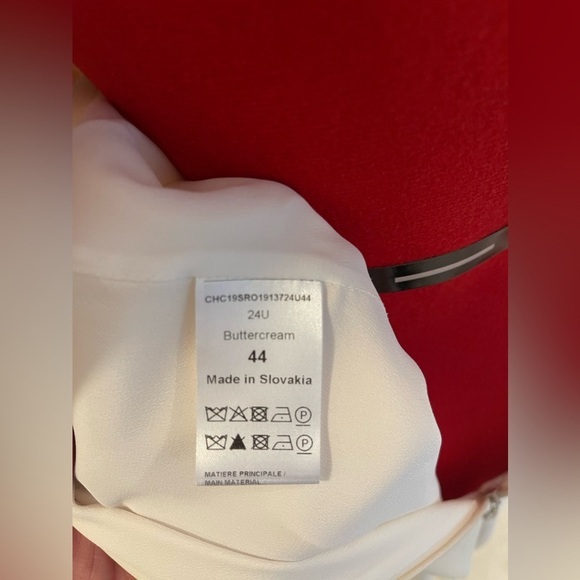 CHC19SRO1913724U44
24U
Buttercream
44
Made in Slovakia
P
P
MATIERE PRINCIPALE /
MAIN MATERIAL